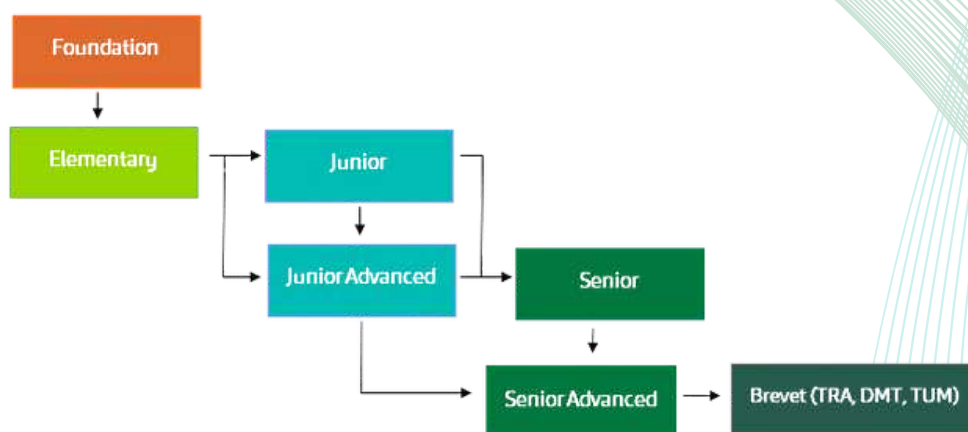 Foundation
Elementary
Junior
Junior Advanced
Senior
Senior Advanced
Brevet (TRA, DMT, TUM)